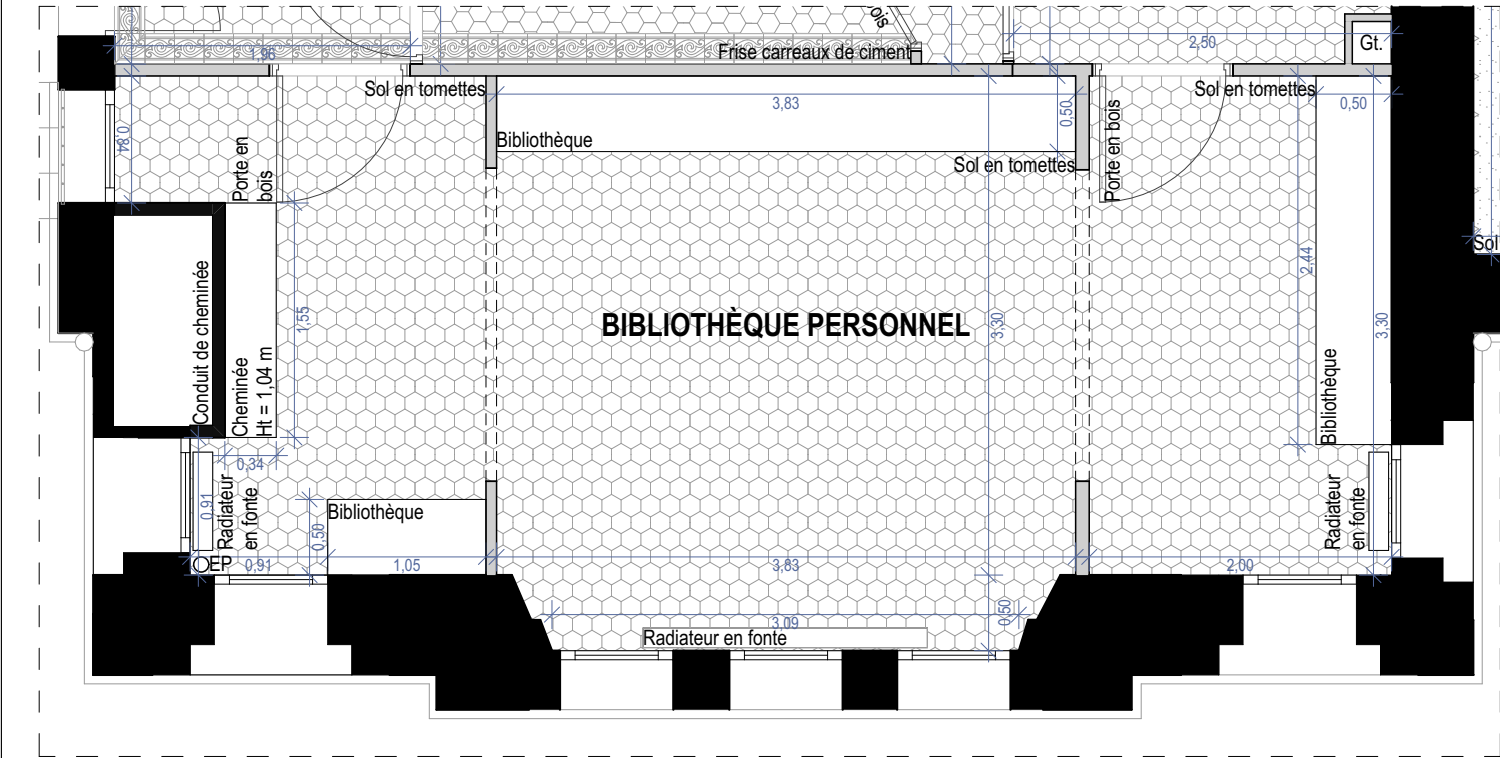 ois
1,96
Frise carreaux de ciment
2,50
Gt.
Sol en tomettes
3,83
0,50
Sol en tomettes
0,50
0,84
Porte en
bois
Bibliothèque
Sol en tomettes
Porte en bois
Sol
Conduit de cheminée
Cheminée
Ht = 1,04 m
1,55
BIBLIOTHÈQUE PERSONNEL
3,30
2,44
3,30
Bibliothèque
0,34
0,91
Radiateur
en fonte
0,50
Bibliothèque
Radiateur
en fonte
EP
0,91
1,05
3,83
2,00
3,09
0,50
Radiateur en fonte